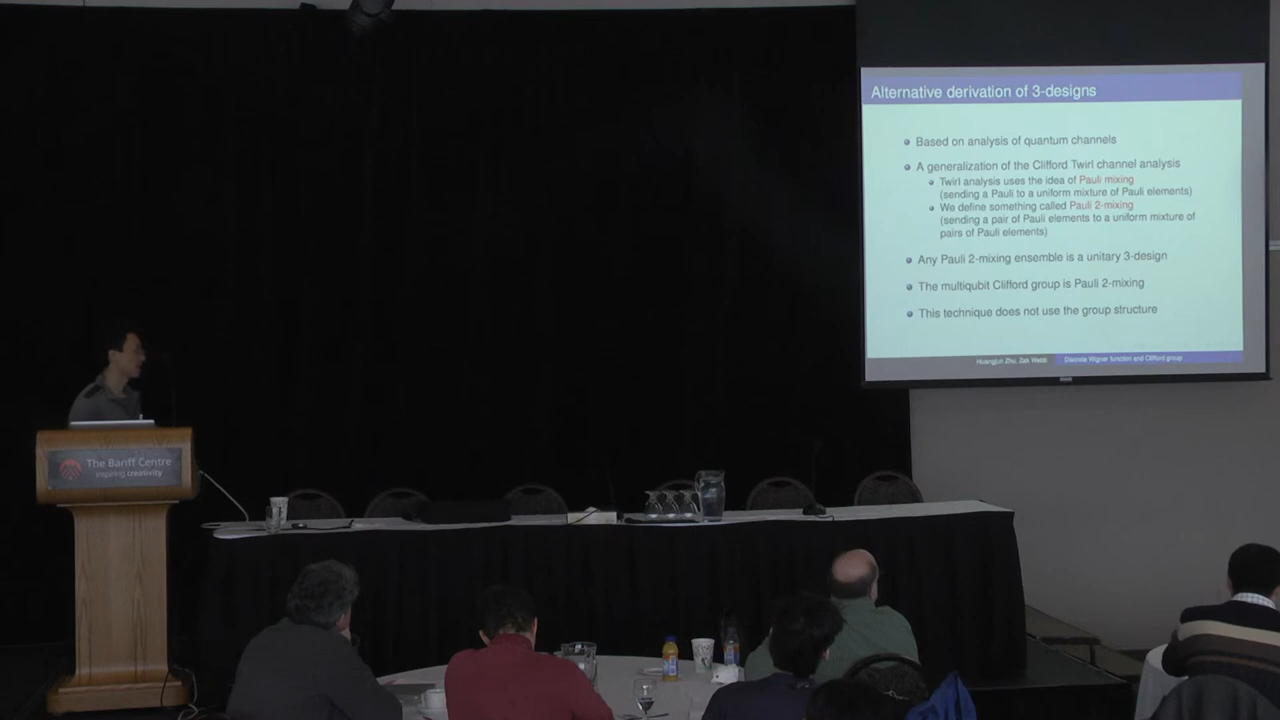 Alternative derivation of 3-designs
Based on analysis of quantum channels
A generalization of the Clifford Twirl channel analysis
Twirl analysis uses the idea of Pauli mixing
(sending a Pauli to a uniform mixture of Pauli elements)
We define something called Pauli 2-mixing
(sending a pair of Pauli elements to a uniform mixture of
pairs of Pauli elements)
Any Pauli 2-mixing ensemble is a unitary 3-design
The multiqubit Clifford group is Pauli 2-mixing
This technique does not use the group structure
Huangjun Zhu, Zak Webb Discrete Wigner function and Clifford group
The Banff Centre
inspiring creativity